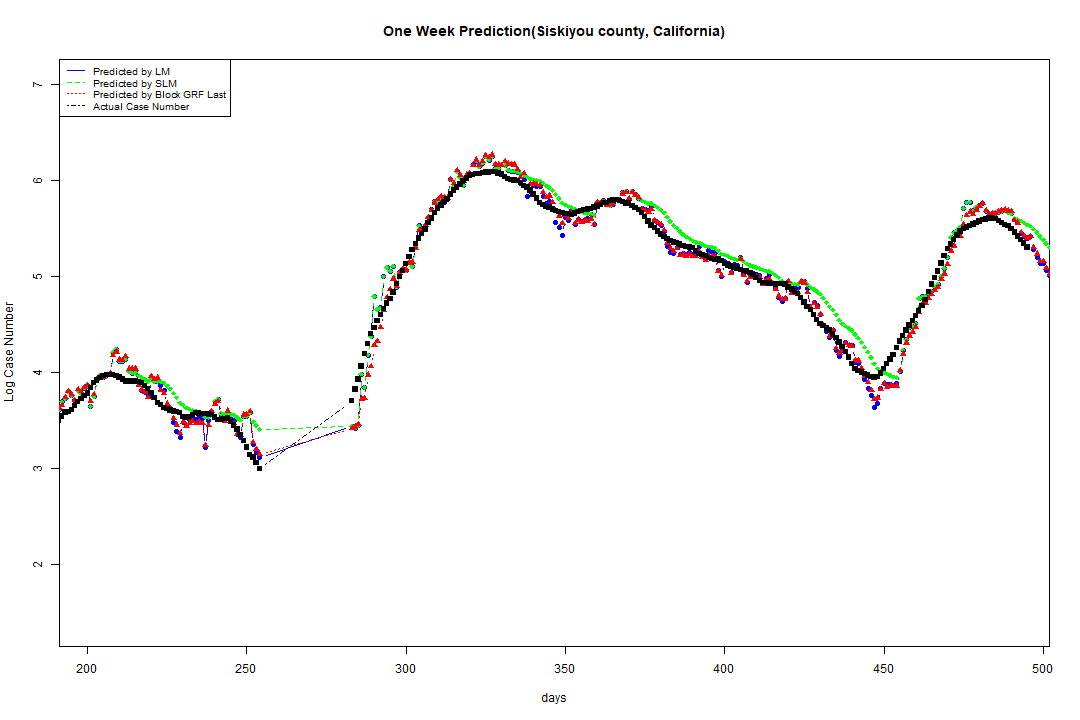 One Week Prediction(Siskiyou county, California)
Predicted by LM
Predicted by SLM
Predicted by Block GRF Last
Actual Case Number
7
6
5
4
3
2
Log Case Number
200 250 300 350 400 450 500
days